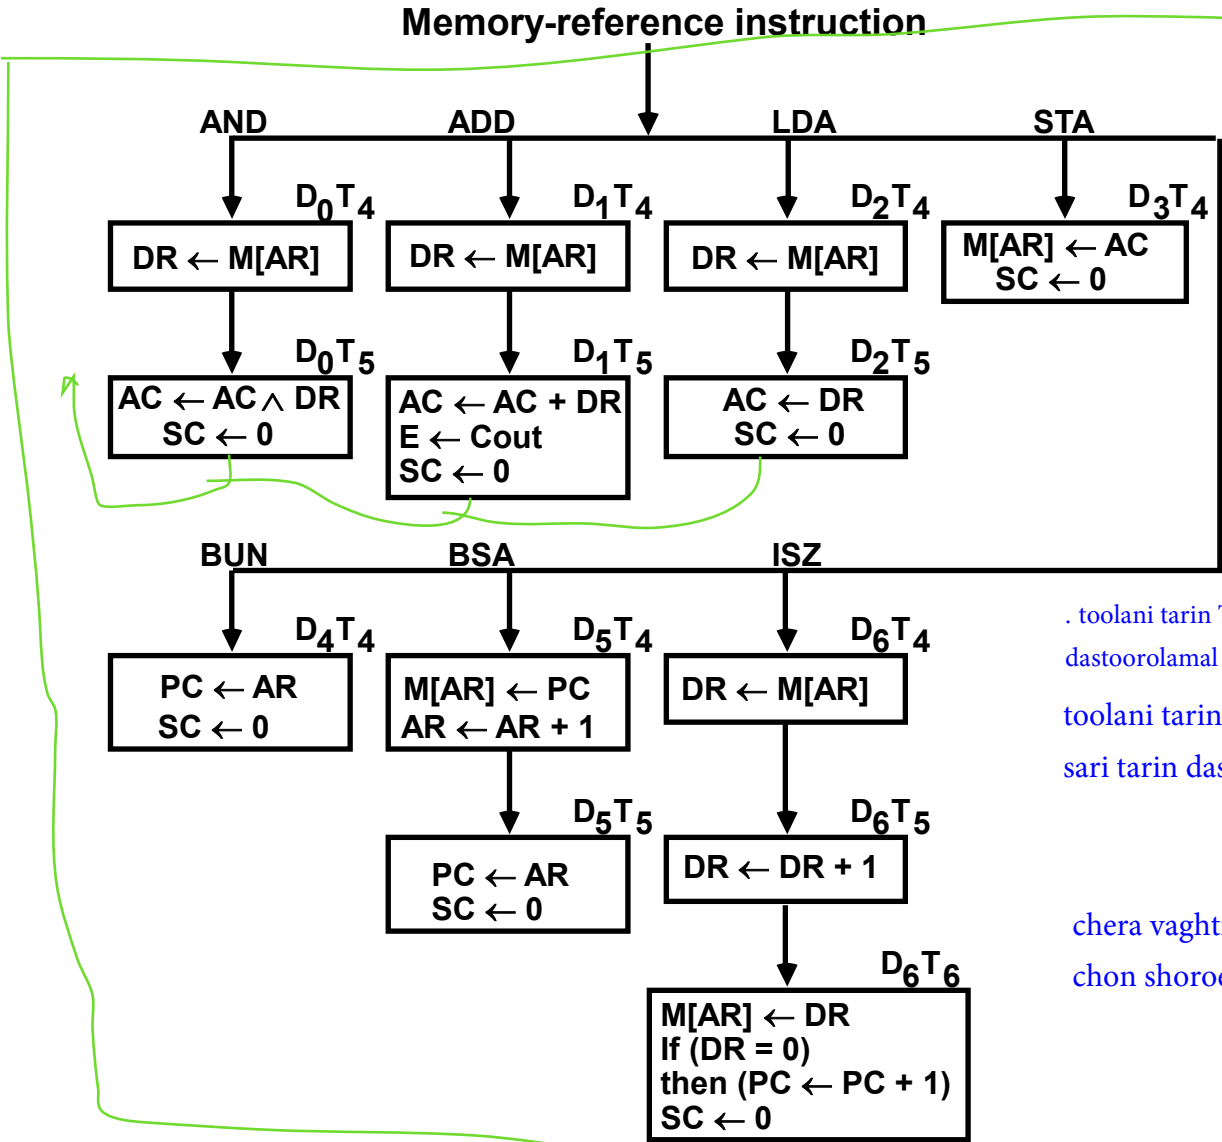 Memory-reference instruction
AND ADD LDA STA
D0T4 D1T4 D2T4 D3T4
DR ← M[AR] DR ← M[AR] DR ← M[AR] M[AR] ← AC
SC ← 0
D0T5 D1T5 D2T5
AC ← AC ∧ DR
SC ← 0
AC ← AC + DR
E ← Cout
SC ← 0
AC ← DR
SC ← 0
BUN BSA ISZ
D4T4 D5T4 D6T4
PC ← AR
SC ← 0
M[AR] ← PC
AR ← AR + 1
DR ← M[AR]
D5T5 D6T5
PC ← AR
SC ← 0
DR ← DR + 1
D6T6
M[AR] ← DR
If (DR = 0)
then (PC ← PC + 1)
SC ← 0
. toolani tarin
dastoorolamal
toolani tarin
sari tarin
chera
chon